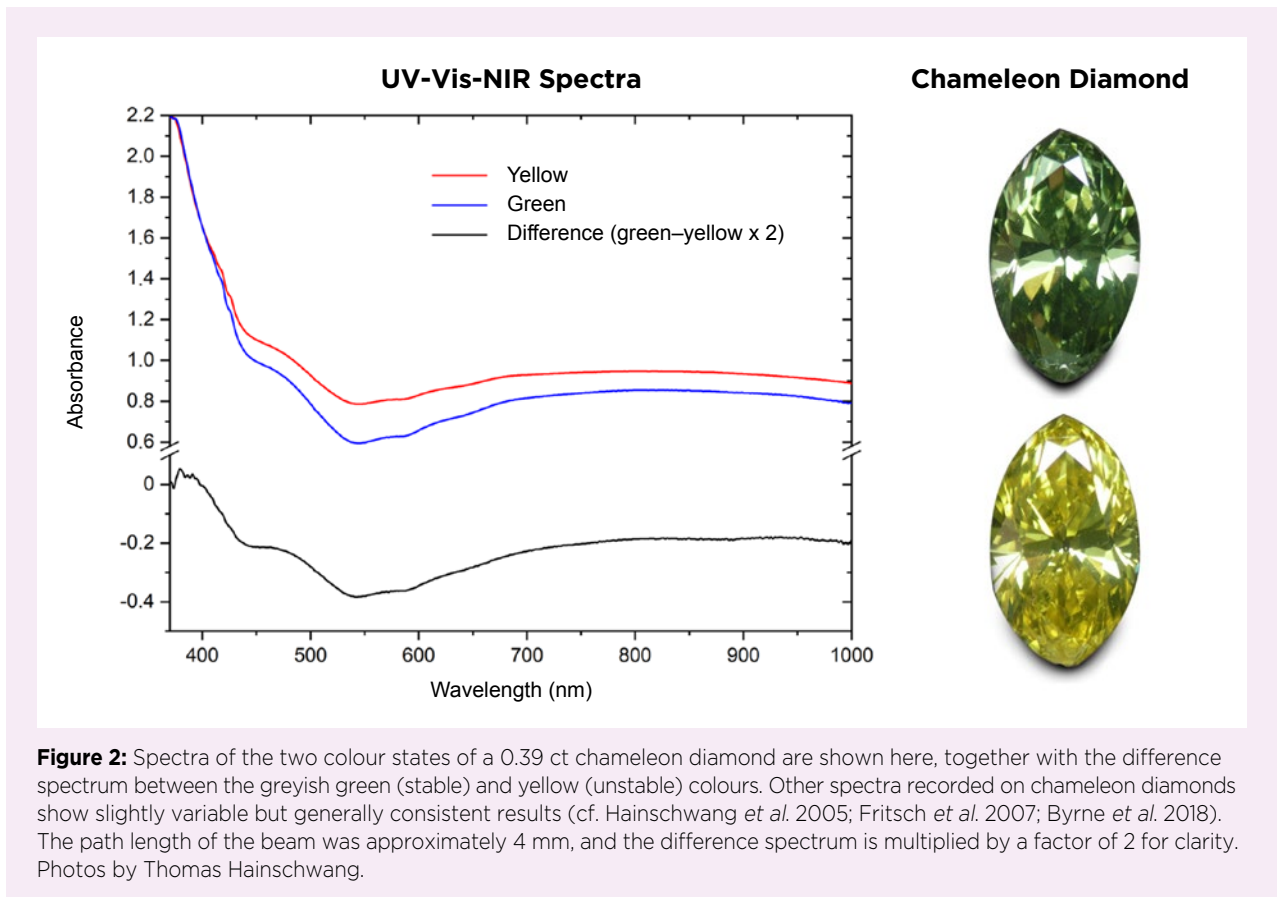 UV-Vis-NIR Spectra
Chameleon Diamond
2.2
2.0
1.8
1.6
1.4
1.2
1.0
0.8
0.6
0
-0.2
-0.4
Absorbance
Yellow
Green
Difference (green–yellow x 2)
400 500 600 700 800 900 1000
Wavelength (nm)
Figure 2: Spectra of the two colour states of a 0.39 ct chameleon diamond are shown here, together with the difference
spectrum between the greyish green (stable) and yellow (unstable) colours. Other spectra recorded on chameleon diamonds
show slightly variable but generally consistent results (cf. Hainschwang et al. 2005; Fritsch et al. 2007; Byrne et al. 2018).
The path length of the beam was approximately 4 mm, and the difference spectrum is multiplied by a factor of 2 for clarity.
Photos by Thomas Hainschwang.